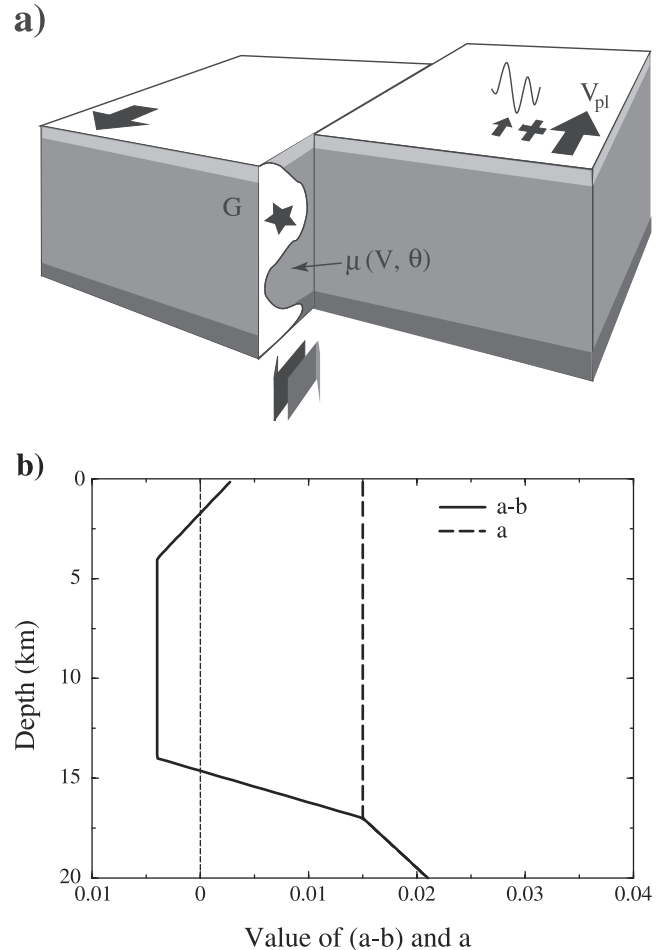 a)
V_pl
G
μ (V, θ)
b)
0
5
10
15
20
Depth (km)
a-b
a
0.01 0 0.01 0.02 0.03 0.04
Value of (a-b) and a